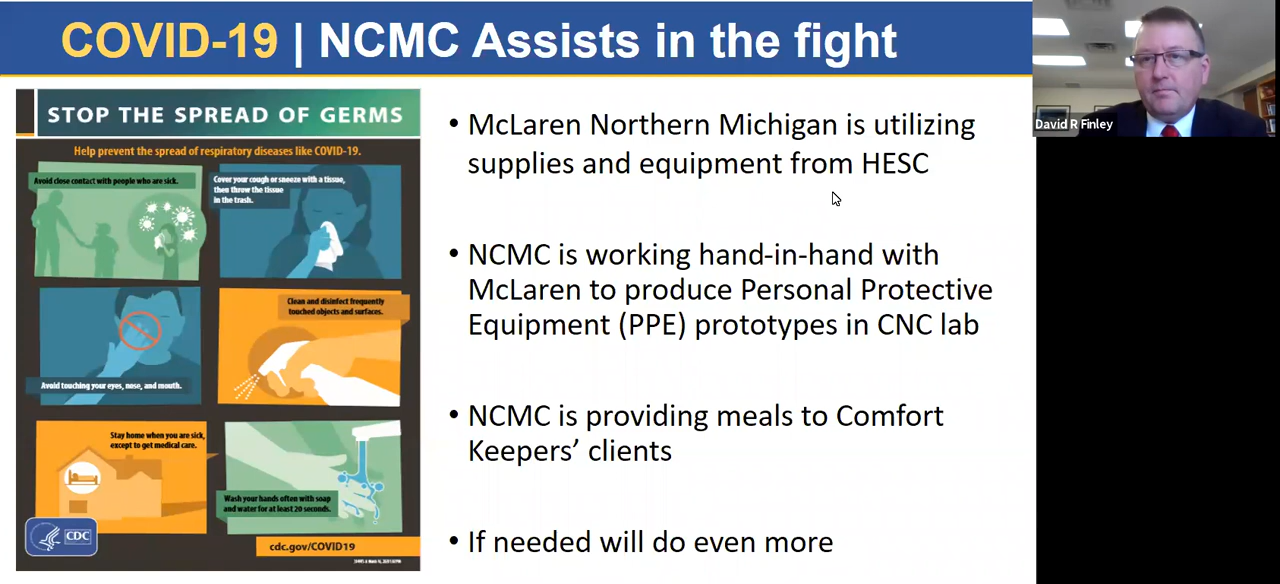 COVID-19 | NCMC Assists in the fight
STOP THE SPREAD OF GERMS
Help prevent the spread of respiratory diseases like COVID-19.
Avoid close contact with people who are sick.
Cover your cough or sneeze with a tissue,
then throw the tissue
in the trash.
Clean and disinfect frequently
touched objects and surfaces.
Avoid touching your eyes, nose, and mouth.
Stay home when you are sick,
except to get medical care.
Wash your hands often with soap
and water for at least 20 seconds.
CDC
cdc.gov/COVID19
• McLaren Northern Michigan is utilizing
supplies and equipment from HESC
• NCMC is working hand-in-hand with
McLaren to produce Personal Protective
Equipment (PPE) prototypes in CNC lab
• NCMC is providing meals to Comfort
Keepers’ clients
• If needed will do even more
David R Finley